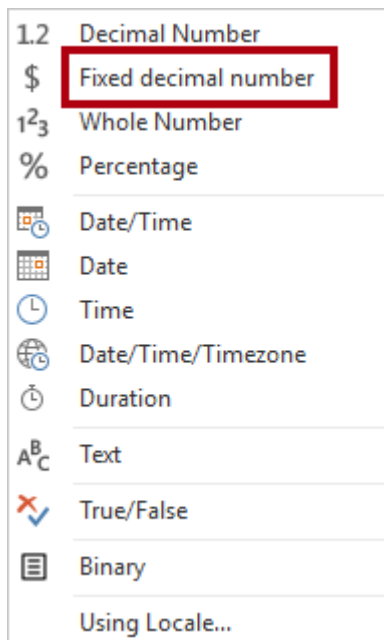 1.2 Decimal Number
$ Fixed decimal number
1²3 Whole Number
% Percentage
Date/Time
Date
Time
Date/Time/Timezone
Duration
ABC Text
True/False
Binary
Using Locale...